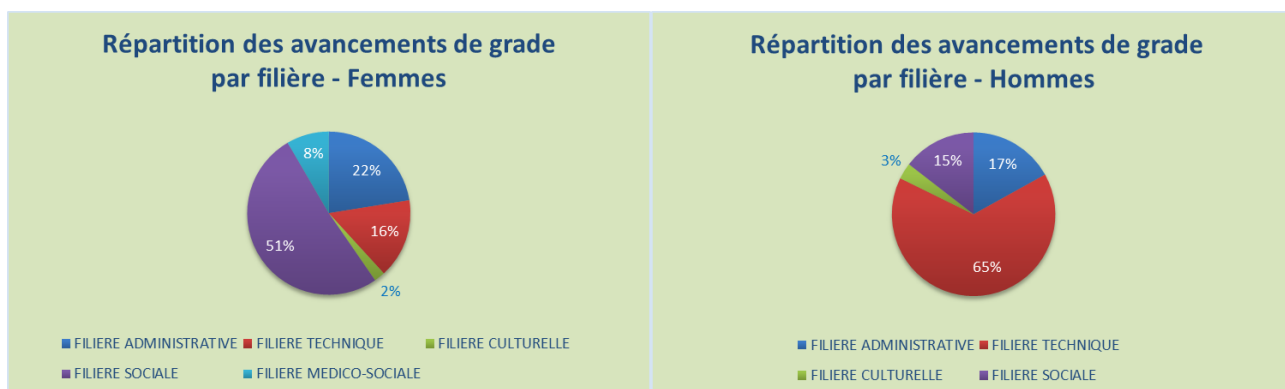 Répartition des avancements de grade
par filière - Femmes
8%
22%
16%
51%
2%
FILIERE ADMINISTRATIVE FILIERE TECHNIQUE FILIERE CULTURELLE
FILIERE SOCIALE FILIERE MEDICO-SOCIALE
Répartition des avancements de grade
par filière - Hommes
3%
15%
17%
65%
FILIERE ADMINISTRATIVE FILIERE TECHNIQUE
FILIERE CULTURELLE FILIERE SOCIALE